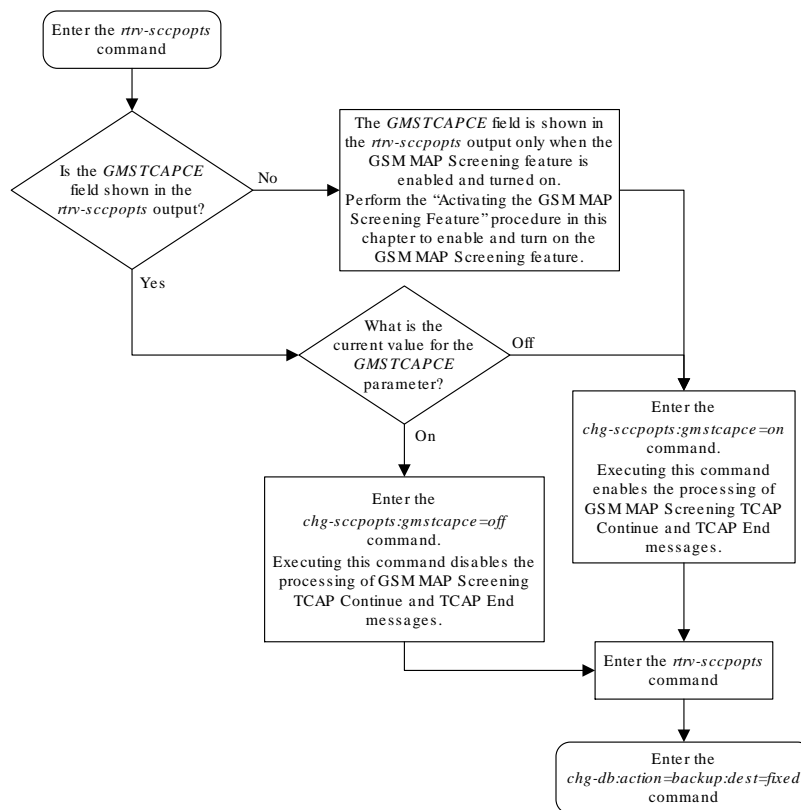 Enter the rtrv-sccpopts
command
Is the GMSTCAPCE
field shown in the
rtrv-sccpopts output?
No
The GMSTCAPCE field is shown in
the rtrv-sccpopts output only when the
GSM MAP Screening feature is
enabled and turned on.
Perform the “Activating the GSM MAP
Screening Feature” procedure in this
chapter to enable and turn on the
GSM MAP Screening feature.
Yes
What is the
current value for the
GMSTCAPCE
parameter?
Off
On
Enter the
chg-sccpopts:gmstcapce=on
command.
Executing this command
enables the processing of
GSM MAP Screening TCAP
Continue and TCAP End
messages.
Enter the
chg-sccpopts:gmstcapce=off
command.
Executing this command disables the
processing of GSM MAP Screening
TCAP Continue and TCAP End
messages.
Enter the rtrv-sccpopts
command
Enter the
chg-db:action=backup:dest=fixed
command